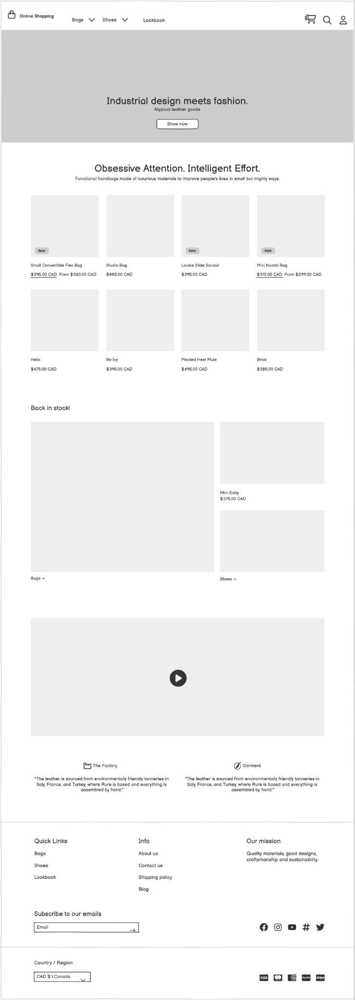 Online Shopping
Bags
Shoes
Lookbook
Industrial design meets fashion.
Atypical leather goods
Show now
Obsessive Attention. Intelligent Effort.
Functional handbags made of luxurious materials to improve people's lives in small but mighty ways.
Sale
Sale
Sale
Small Convertible Flex Bag
$395.00 CAD From $320.00 CAD
Studio Bag
$465.00 CAD
Louise Slide Sandal
$395.00 CAD
Mini Naomi Bag
$315.00 CAD From $299.00 CAD
Helix
$475.00 CAD
Bo Ivy
$390.00 CAD
Pleated Heel Mule
$495.00 CAD
Brick
$385.00 CAD
Back in stock!
Mini Eddy
$375.00 CAD
Bags →
Shoes →
The Factory
"The leather is sourced from environmentally friendly tanneries in
Italy, France, and Turkey, where Rure is based and everything is
assembled by hand."
Garment
"The leather is sourced from environmentally friendly tanneries in
Italy, France, and Turkey, where Rure is based and everything is
assembled by hand."
Quick Links
Bags
Shoes
Lookbook
Info
About us
Contact us
Shipping policy
Blog
Our mission
Quality materials, good designs,
craftsmanship and sustainability.
Subscribe to our emails
Email →
Country / Region
CAD $ | Canada
VISA
AM
EX
PayPal
stripe